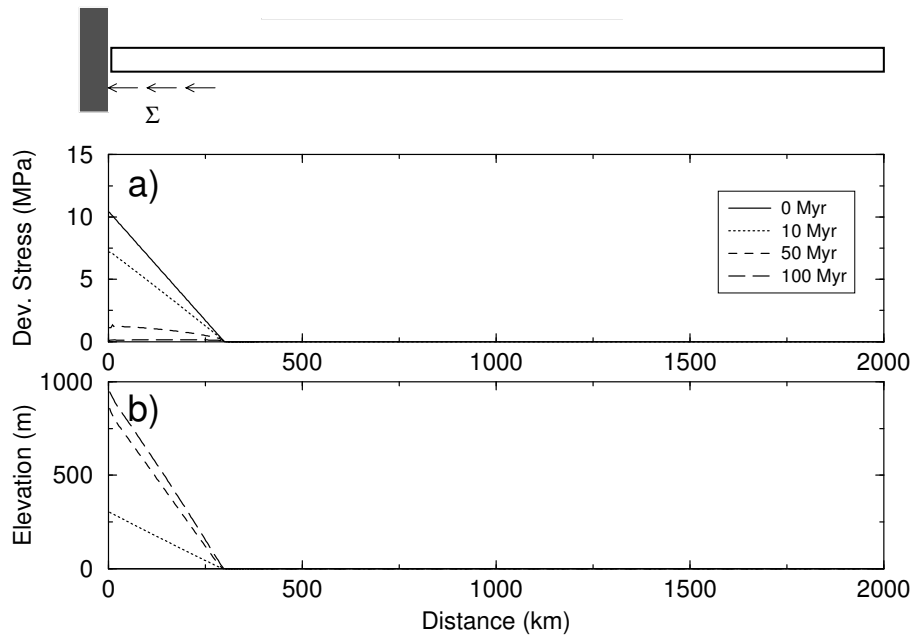 Σ
a)
Dev. Stress (MPa)
15
10
5
0
0 Myr
10 Myr
50 Myr
100 Myr
0 500 1000 1500 2000
b)
Elevation (m)
1000
500
0
0 500 1000 1500 2000
Distance (km)